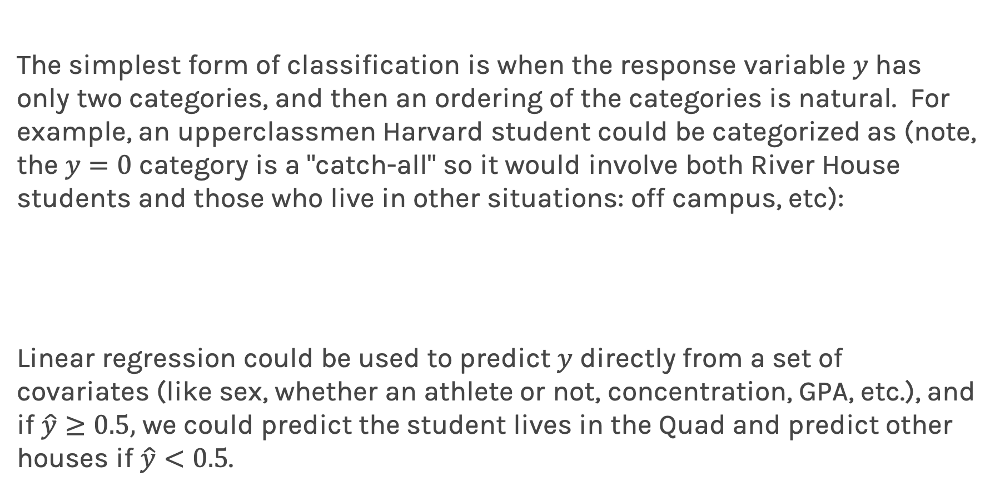 The simplest form of classification is when the response variable y has
only two categories, and then an ordering of the categories is natural.  For
example, an upperclassmen Harvard student could be categorized as (note,
the y = 0 category is a "catch-all" so it would involve both River House
students and those who live in other situations: off campus, etc):
Linear regression could be used to predict y directly from a set of
covariates (like sex, whether an athlete or not, concentration, GPA, etc.), and
if ŷ ≥ 0.5, we could predict the student lives in the Quad and predict other
houses if ŷ < 0.5.